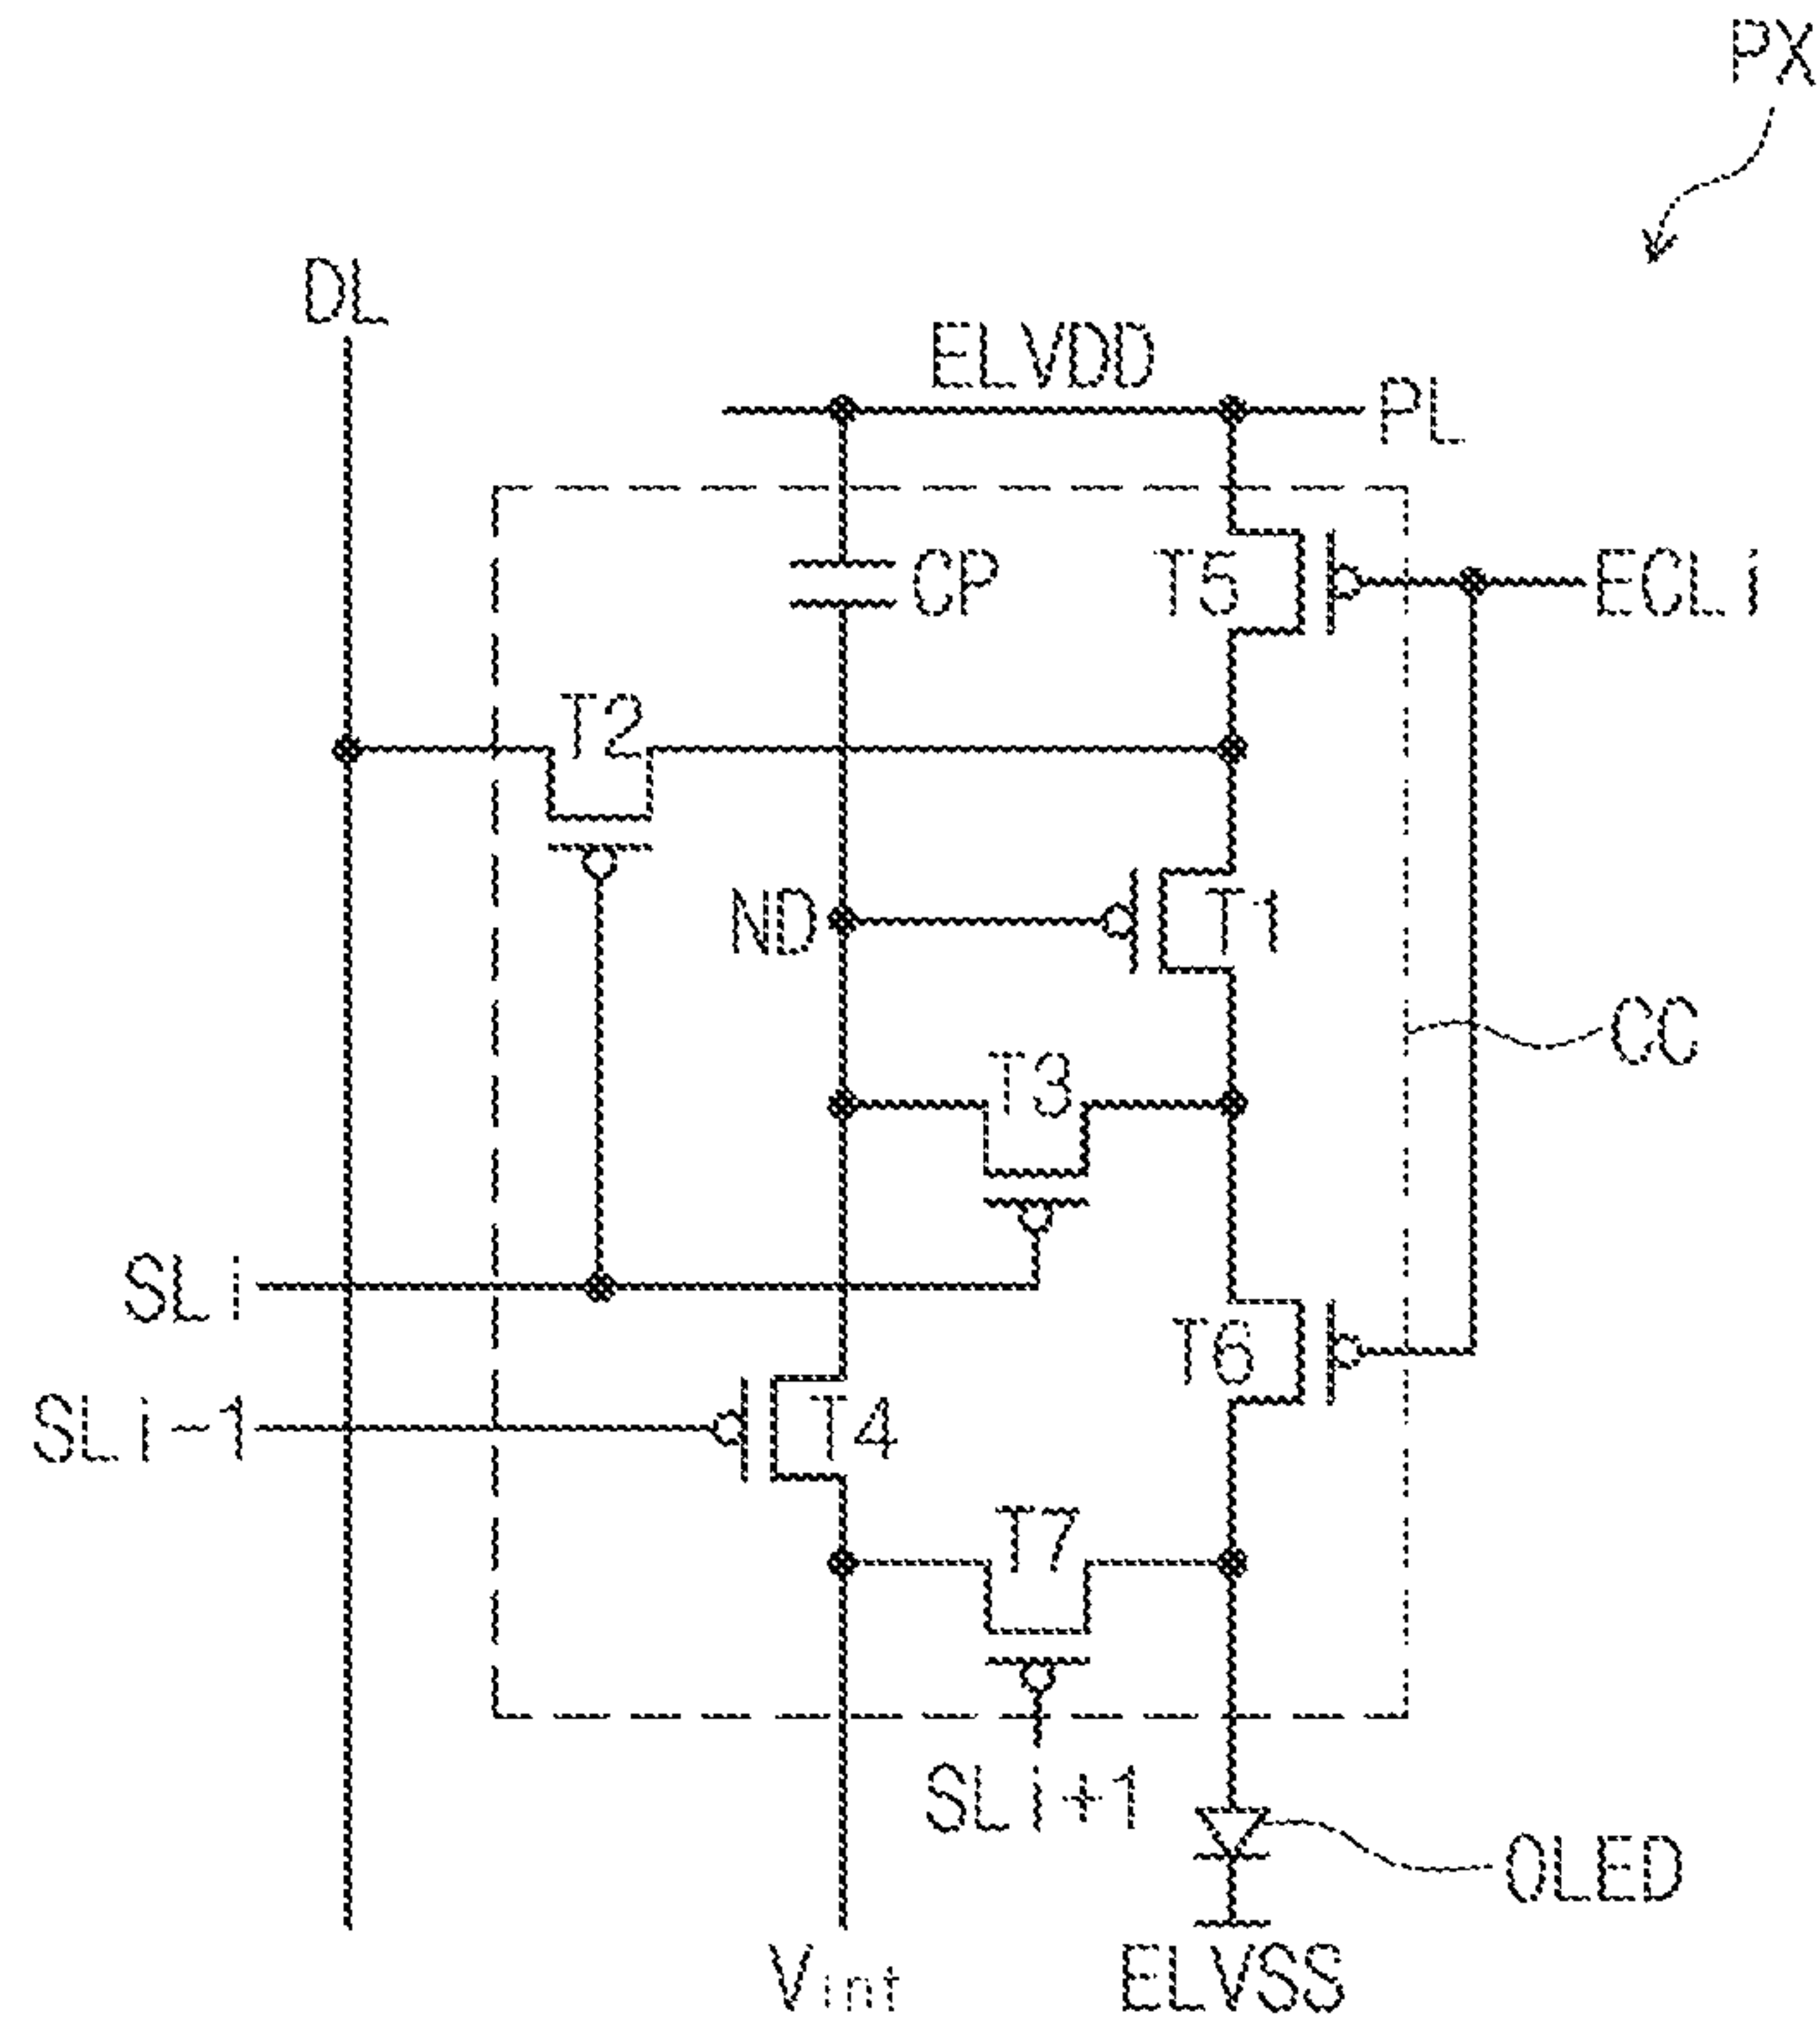 PX
DL
ELVDD
PL
CP
T5
ECLi
T2
ND
T1
CC
T3
SLi
T6
SLi-1
T4
T7
SLi+1
OLED
Vint
ELVSS